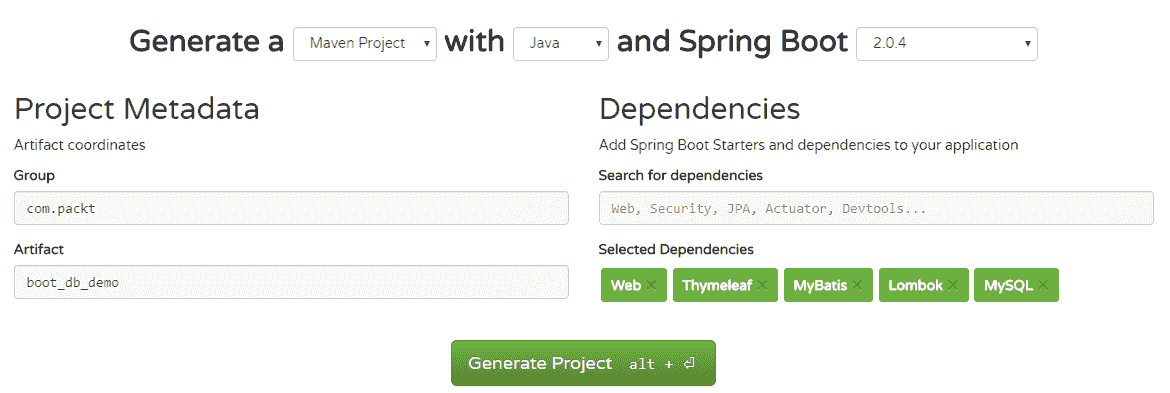 Generate a Maven Project with Java and Spring Boot 2.0.4
Project Metadata
Artifact coordinates
Group
com.packt
Artifact
boot_db_demo
Dependencies
Add Spring Boot Starters and dependencies to your application
Search for dependencies
Web, Security, JPA, Actuator, Devtools...
Selected Dependencies
Web × Thymeleaf × MyBatis × Lombok × MySQL ×
Generate Project alt + ⏎